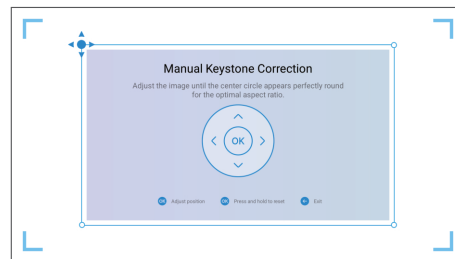 Manual Keystone Correction
Adjust the image until the center circle appears perfectly round
for the optimal aspect ratio.
OK
OK Adjust position OK Press and hold to reset Exit